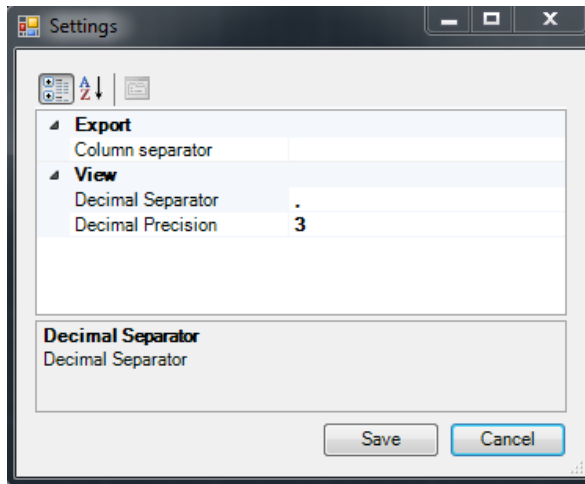 Settings
A
Z
Export
Column separator
View
Decimal Separator .
Decimal Precision 3
Decimal Separator
Decimal Separator
Save Cancel